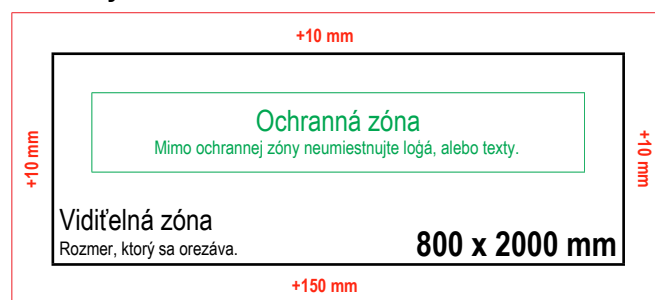 +10 mm
Ochranná zóna
Mimo ochrannej zóny neumiestnujte loģá, alebo texty.
+10 mm
+10 mm
Viditeľná zóna
Rozmer, ktorý sa orezáva.
800 x 2000 mm
+150 mm